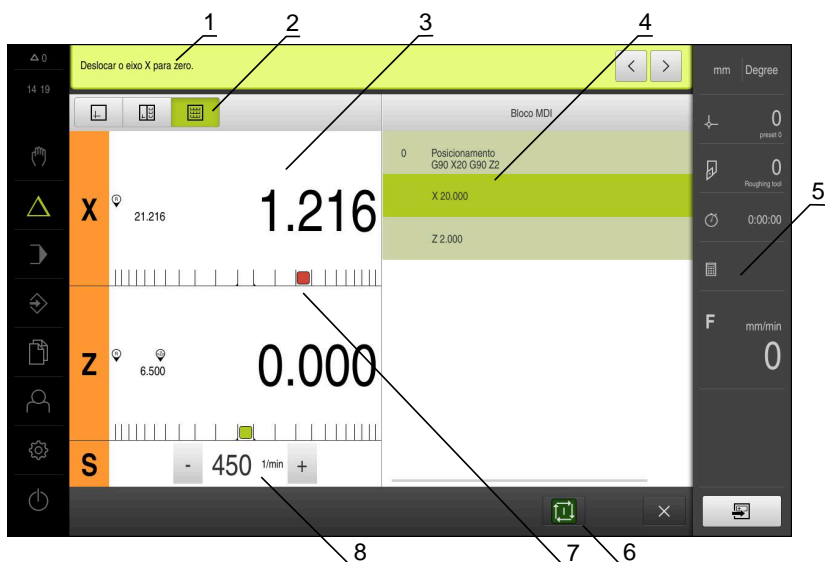 1
2
3
4
5
6
7
8
0
14 19
Deslocar o eixo X para zero.
< >
Bloco MDI
X
R
21.216
1.216
Z
R
6.500
0.000
S
- 450 1/min +
0 Posicionamento
G90 X20 G90 Z2
X 20.000
Z 2.000
mm Degree
0
preset 0
0
Roughing tool
0:00:00
F mm/min
0